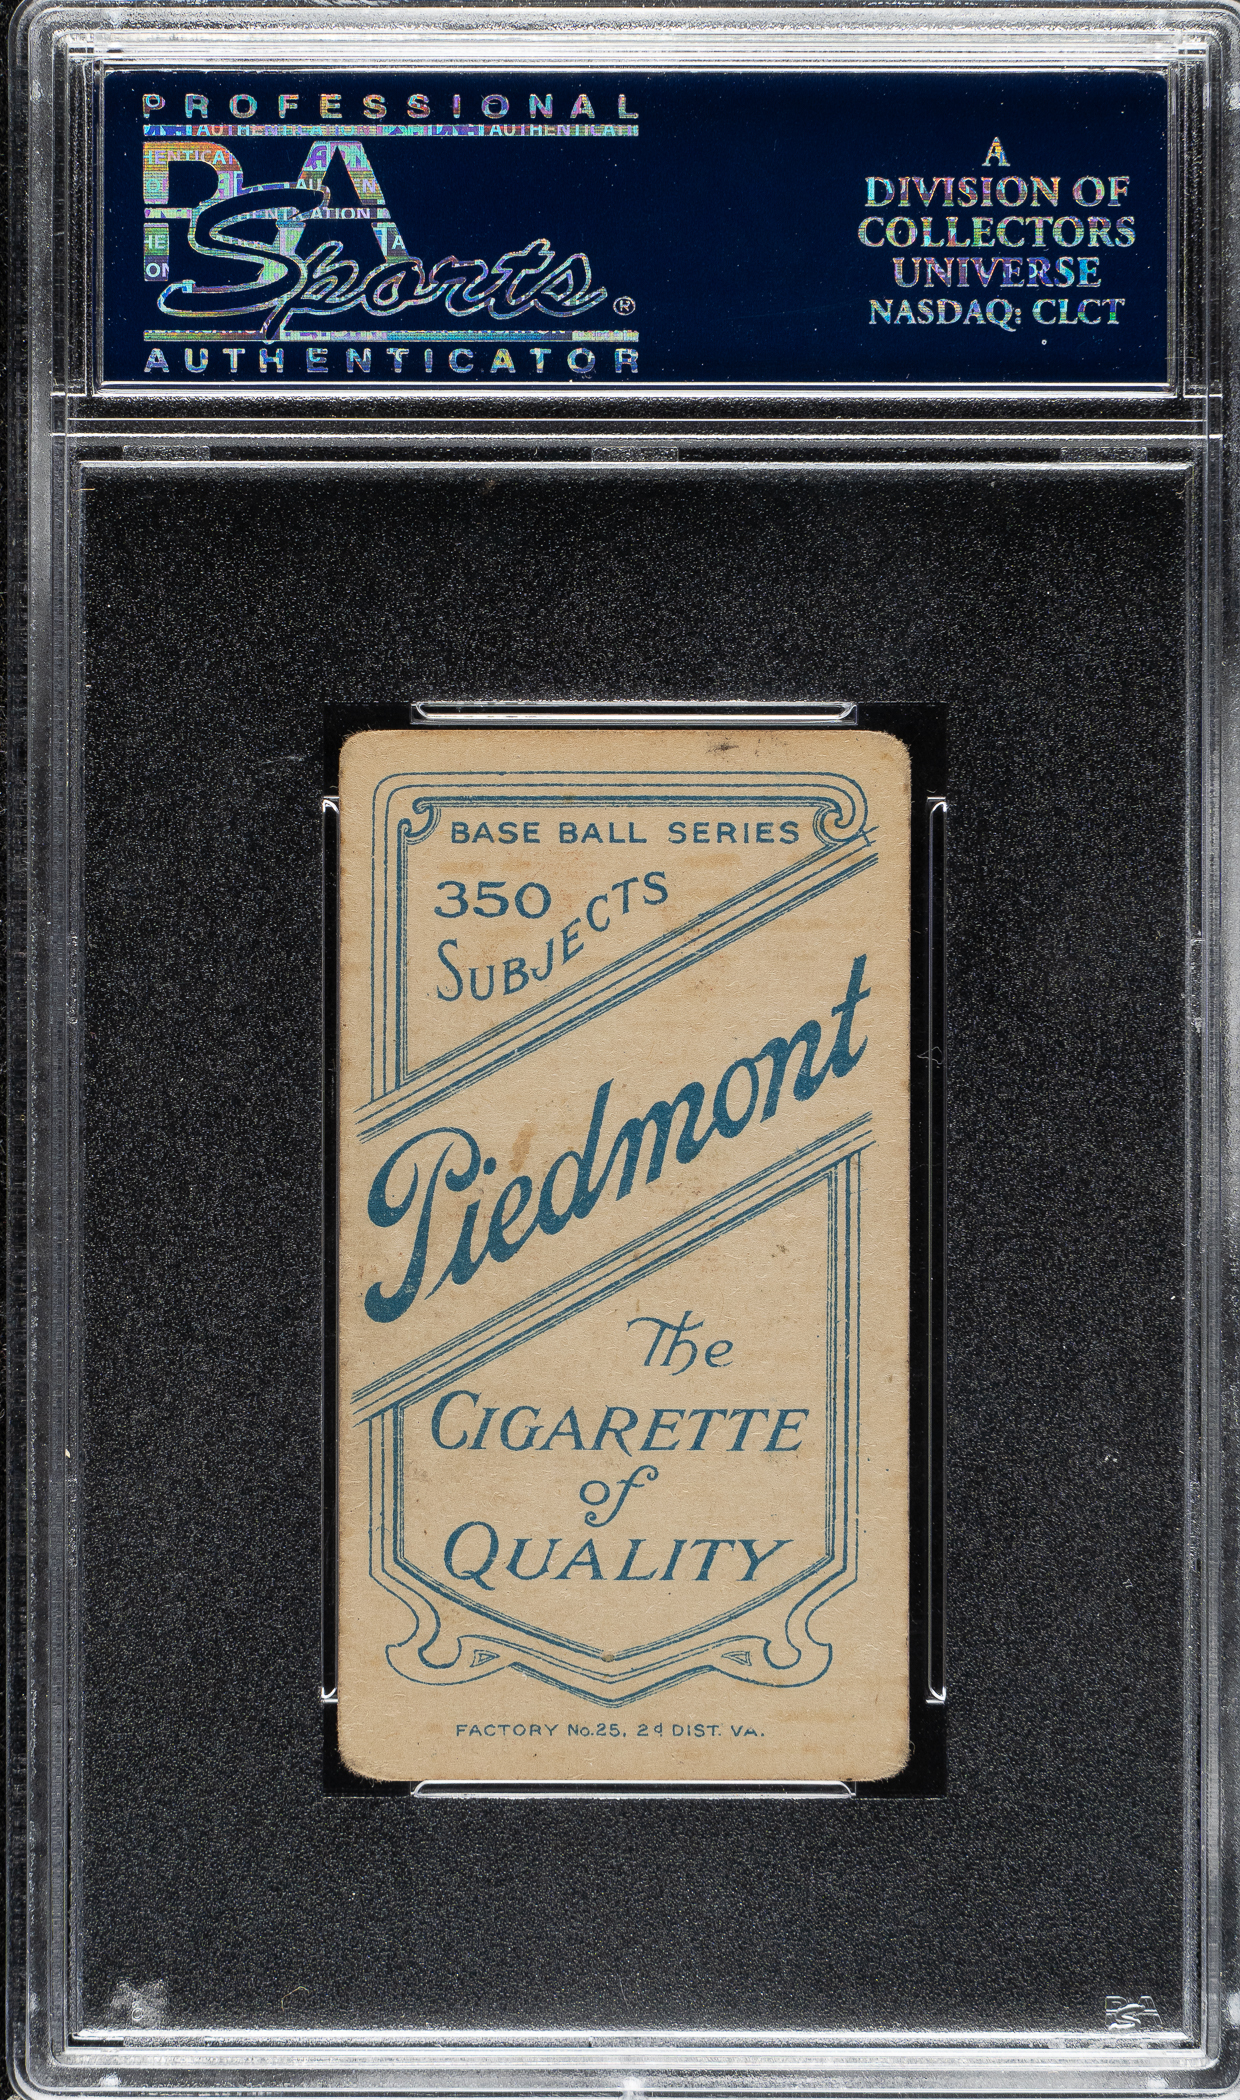 PROFESSIONAL
PSA
Sports®
AUTHENTICATOR
A
DIVISION OF
COLLECTORS
UNIVERSE
NASDAQ: CLCT
BASE BALL SERIES
350
SUBJECTS
Piedmont
The
CIGARETTE
of
QUALITY
FACTORY No.25, 2d DIST. VA.
PSA